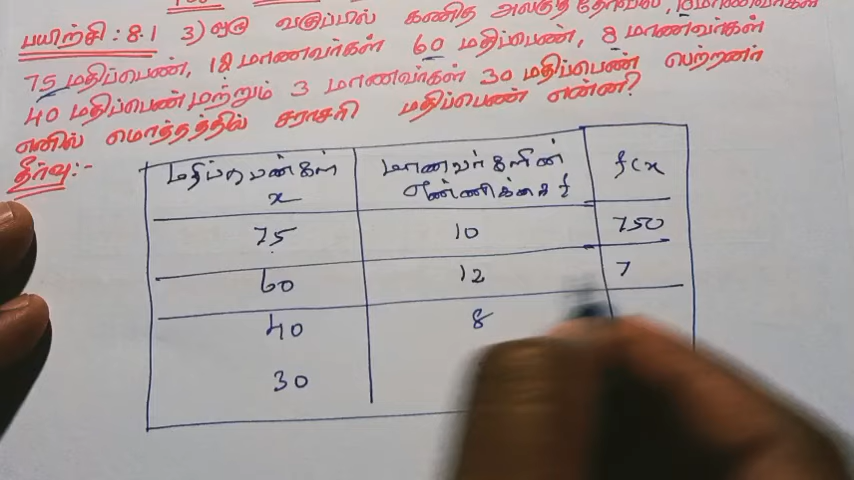 பயிற்சி : 8.1 3) ஒரு வகுப்பில் கணித அலகுத் தேர்வில், 10 மாணவர்கள்
75 மதிப்பெண், 12 மாணவர்கள் 60 மதிப்பெண், 8 மாணவர்கள்
40 மதிப்பெண் மற்றும் 3 மாணவர்கள் 30 மதிப்பெண் பெற்றனர்
எனில் மொத்தத்தில் சராசரி மதிப்பெண் என்ன?
தீர்வு:-
மதிப்பெண்கள் x மாணவர்களின் எண்ணிக்கை f f(x
75 10 750
60 12 7
40 8
30